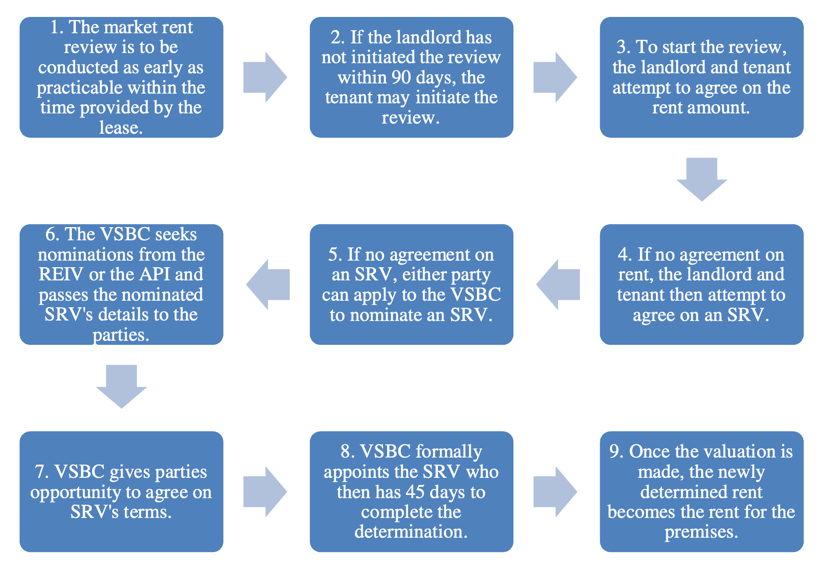 1. The market rent
review is to be
conducted as early as
practicable within the
time provided by the
lease.
2. If the landlord has
not initiated the review
within 90 days, the
tenant may initiate the
review.
3. To start the review,
the landlord and tenant
attempt to agree on the
rent amount.
4. If no agreement on
rent, the landlord and
tenant then attempt to
agree on an SRV.
5. If no agreement on
an SRV, either party
can apply to the VSBC
to nominate an SRV.
6. The VSBC seeks
nominations from the
REIV or the API and
passes the nominated
SRV's details to the
parties.
7. VSBC gives parties
opportunity to agree on
SRV's terms.
8. VSBC formally
appoints the SRV who
then has 45 days to
complete the
determination.
9. Once the valuation is
made, the newly
determined rent
becomes the rent for the
premises.